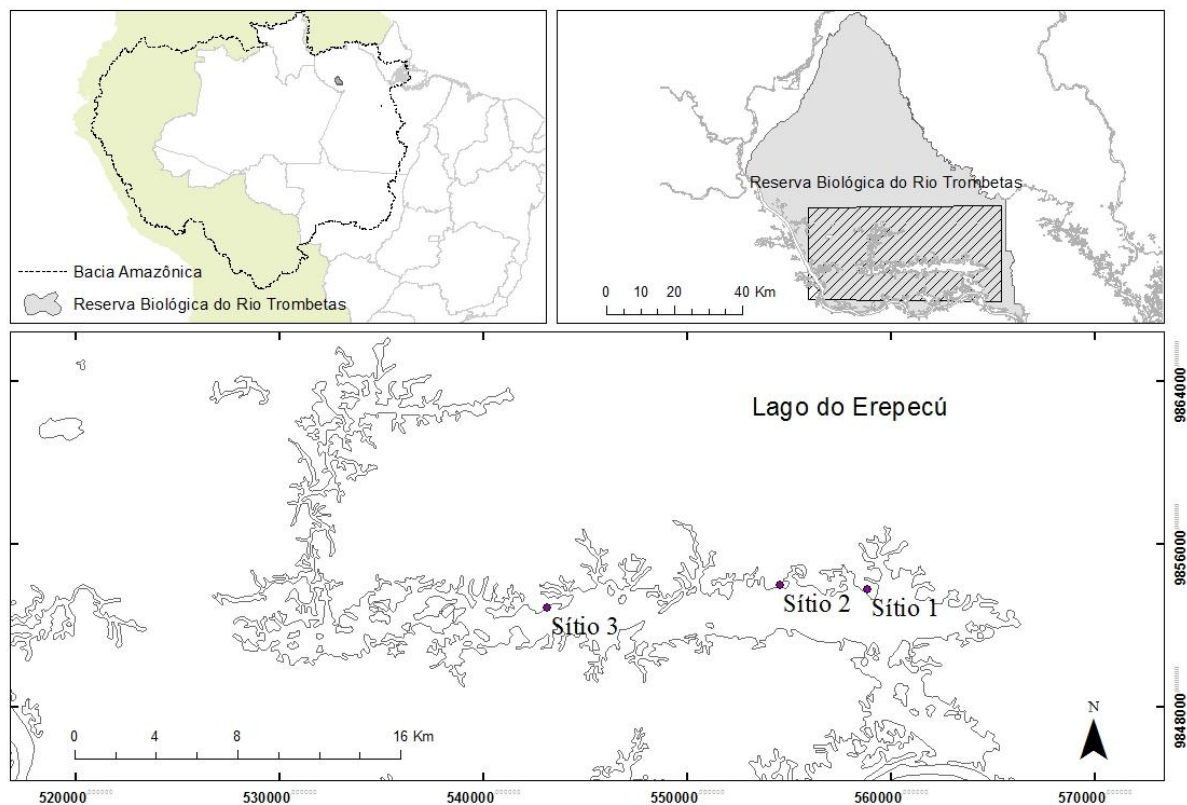 Bacia Amazônica
Reserva Biológica do Rio Trombetas
Reserva Biológica do Rio Trombetas
0 10 20 40 Km
Lago do Erepecú
Sítio 2
Sítio 1
Sítio 3
0 4 8 16 Km
N
9864000
9856000
9848000
520000 530000 540000 550000 560000 570000